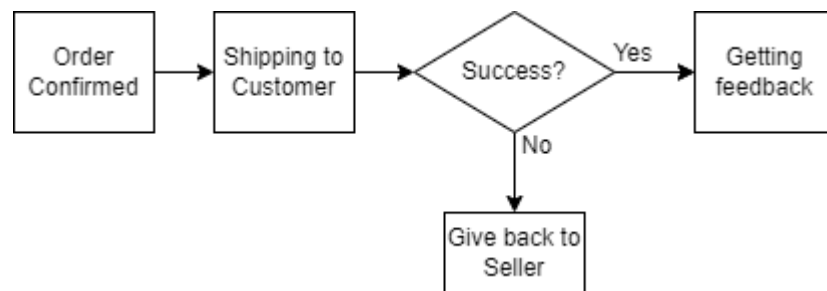 Order
Confirmed
Shipping to
Customer
Success?
Yes
Getting
feedback
No
Give back to
Seller